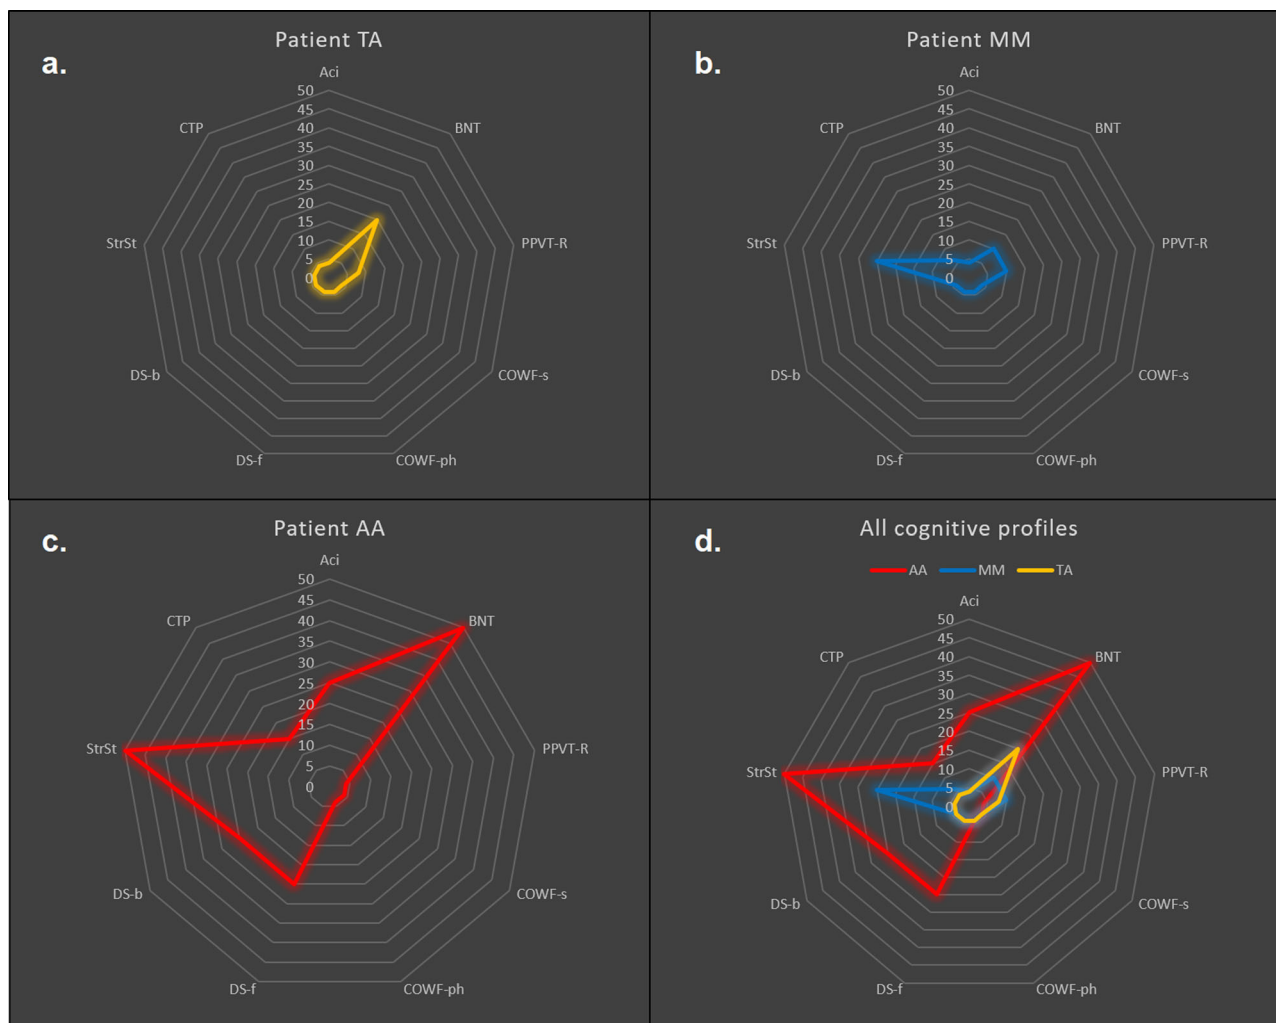 a.
Patient TA
Aci
50
45
40
35
30
25
20
15
10
5
0
BNT
PPVT-R
COWF-s
COWF-ph
DS-f
DS-b
StrSt
CTP
b.
Patient MM
Aci
50
45
40
35
30
25
20
15
10
5
0
BNT
PPVT-R
COWF-s
COWF-ph
DS-f
DS-b
StrSt
CTP
c.
Patient AA
Aci
50
45
40
35
30
25
20
15
10
5
0
BNT
PPVT-R
COWF-s
COWF-ph
DS-f
DS-b
StrSt
CTP
d.
All cognitive profiles
AA MM TA
Aci
50
45
40
35
30
25
20
15
10
5
0
BNT
PPVT-R
COWF-s
COWF-ph
DS-f
DS-b
StrSt
CTP